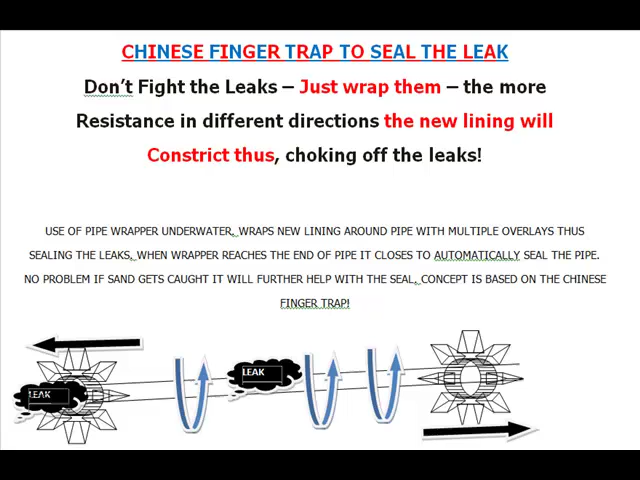 CHINESE FINGER TRAP TO SEAL THE LEAK
Don't Fight the Leaks – Just wrap them – the more
Resistance in different directions the new lining will
Constrict thus, choking off the leaks!
USE OF PIPE WRAPPER UNDERWATER, WRAPS NEW LINING AROUND PIPE WITH MULTIPLE OVERLAYS THUS
SEALING THE LEAKS, WHEN WRAPPER REACHES THE END OF PIPE IT CLOSES TO AUTOMATICALLY SEAL THE PIPE.
NO PROBLEM IF SAND GETS CAUGHT IT WILL FURTHER HELP WITH THE SEAL, CONCEPT IS BASED ON THE CHINESE
FINGER TRAP!
LEAK
LEAK